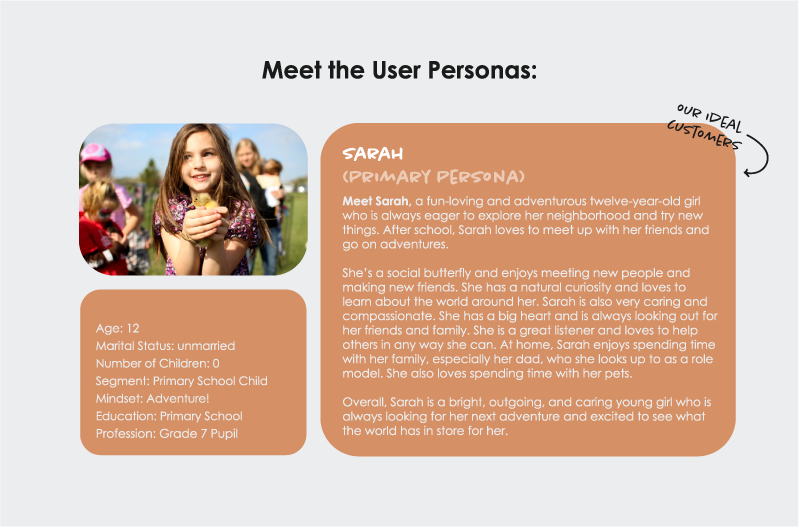 Meet the User Personas:
OUR IDEAL
CUSTOMERS
SARAH
(PRIMARY PERSONA)
Meet Sarah, a fun-loving and adventurous twelve-year-old girl
who is always eager to explore her neighborhood and try new
things. After school, Sarah loves to meet up with her friends and
go on adventures.
She's a social butterfly and enjoys meeting new people and
making new friends. She has a natural curiosity and loves to
learn about the world around her. Sarah is also very caring and
compassionate. She has a big heart and is always looking out for
her friends and family. She is a great listener and loves to help
others in any way she can. At home, Sarah enjoys spending time
with her family, especially her dad, who she looks up to as a role
model. She also loves spending time with her pets.
Overall, Sarah is a bright, outgoing, and caring young girl who is
always looking for her next adventure and excited to see what
the world has in store for her.
Age: 12
Marital Status: unmarried
Number of Children: 0
Segment: Primary School Child
Mindset: Adventure!
Education: Primary School
Profession: Grade 7 Pupil